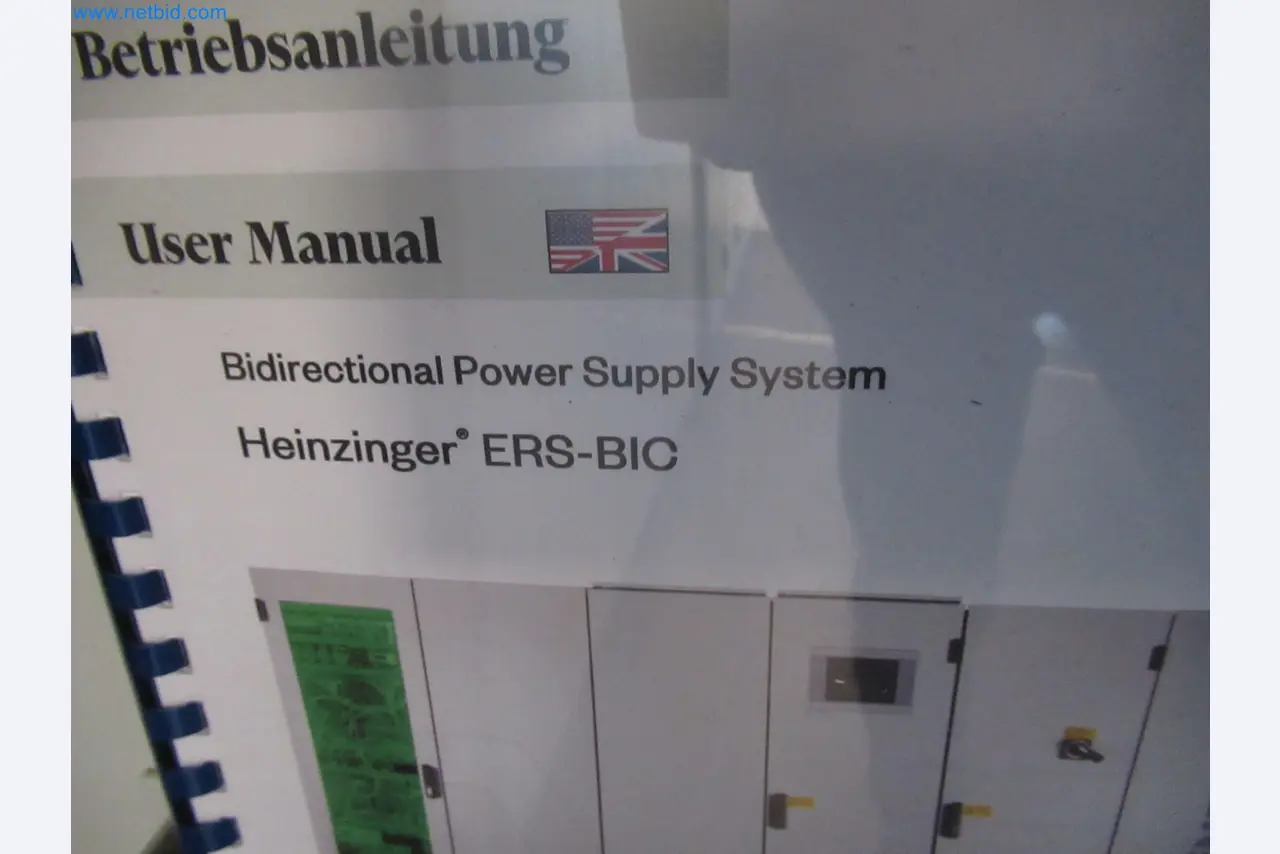 www.netbid.com
Betriebsanleitung
User Manual
Bidirectional Power Supply System
Heinzinger® ERS-BIC